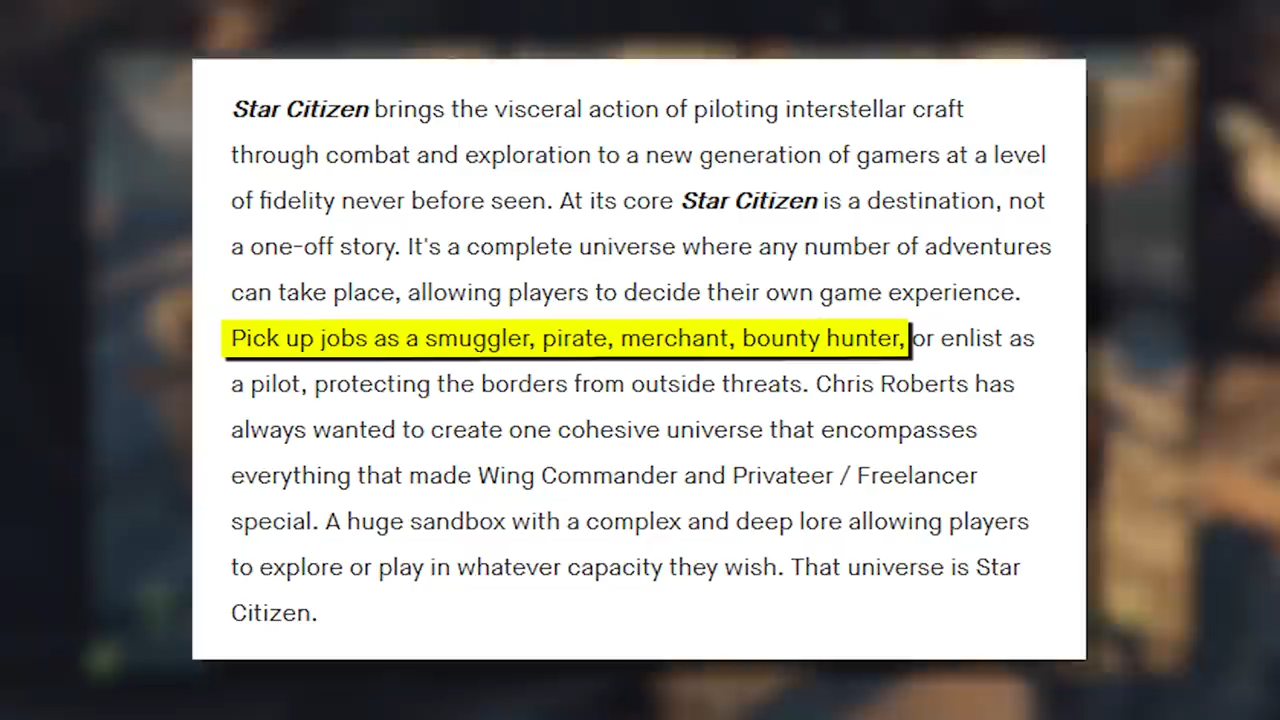 Star Citizen brings the visceral action of piloting interstellar craft
through combat and exploration to a new generation of gamers at a level
of fidelity never before seen. At its core Star Citizen is a destination, not
a one-off story. It's a complete universe where any number of adventures
can take place, allowing players to decide their own game experience.
Pick up jobs as a smuggler, pirate, merchant, bounty hunter, or enlist as
a pilot, protecting the borders from outside threats. Chris Roberts has
always wanted to create one cohesive universe that encompasses
everything that made Wing Commander and Privateer / Freelancer
special. A huge sandbox with a complex and deep lore allowing players
to explore or play in whatever capacity they wish. That universe is Star
Citizen.